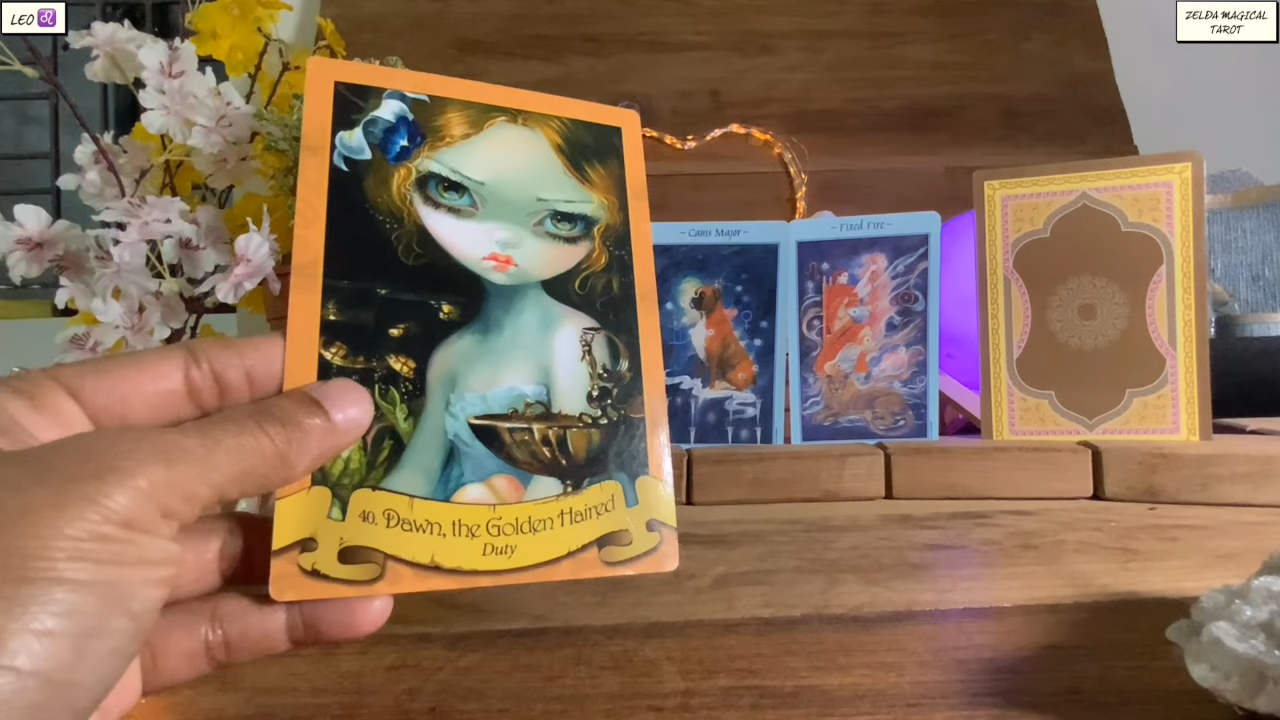 LEO ♌
ZELDA MAGICAL
TAROT
~ Canis Major ~
~ Fixed Fire ~
40. Dawn, the Golden Haired
Duty